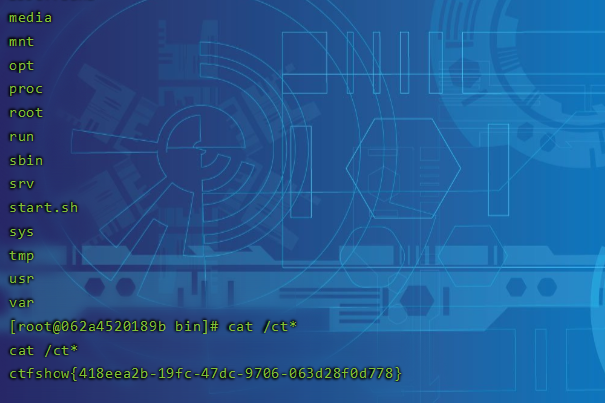 media
mnt
opt
proc
root
run
sbin
srv
start.sh
sys
tmp
usr
var
[root@062a4520189b bin]# cat /ct*
cat /ct*
ctfshow{418eea2b-19fc-47dc-9706-063d28f0d778}